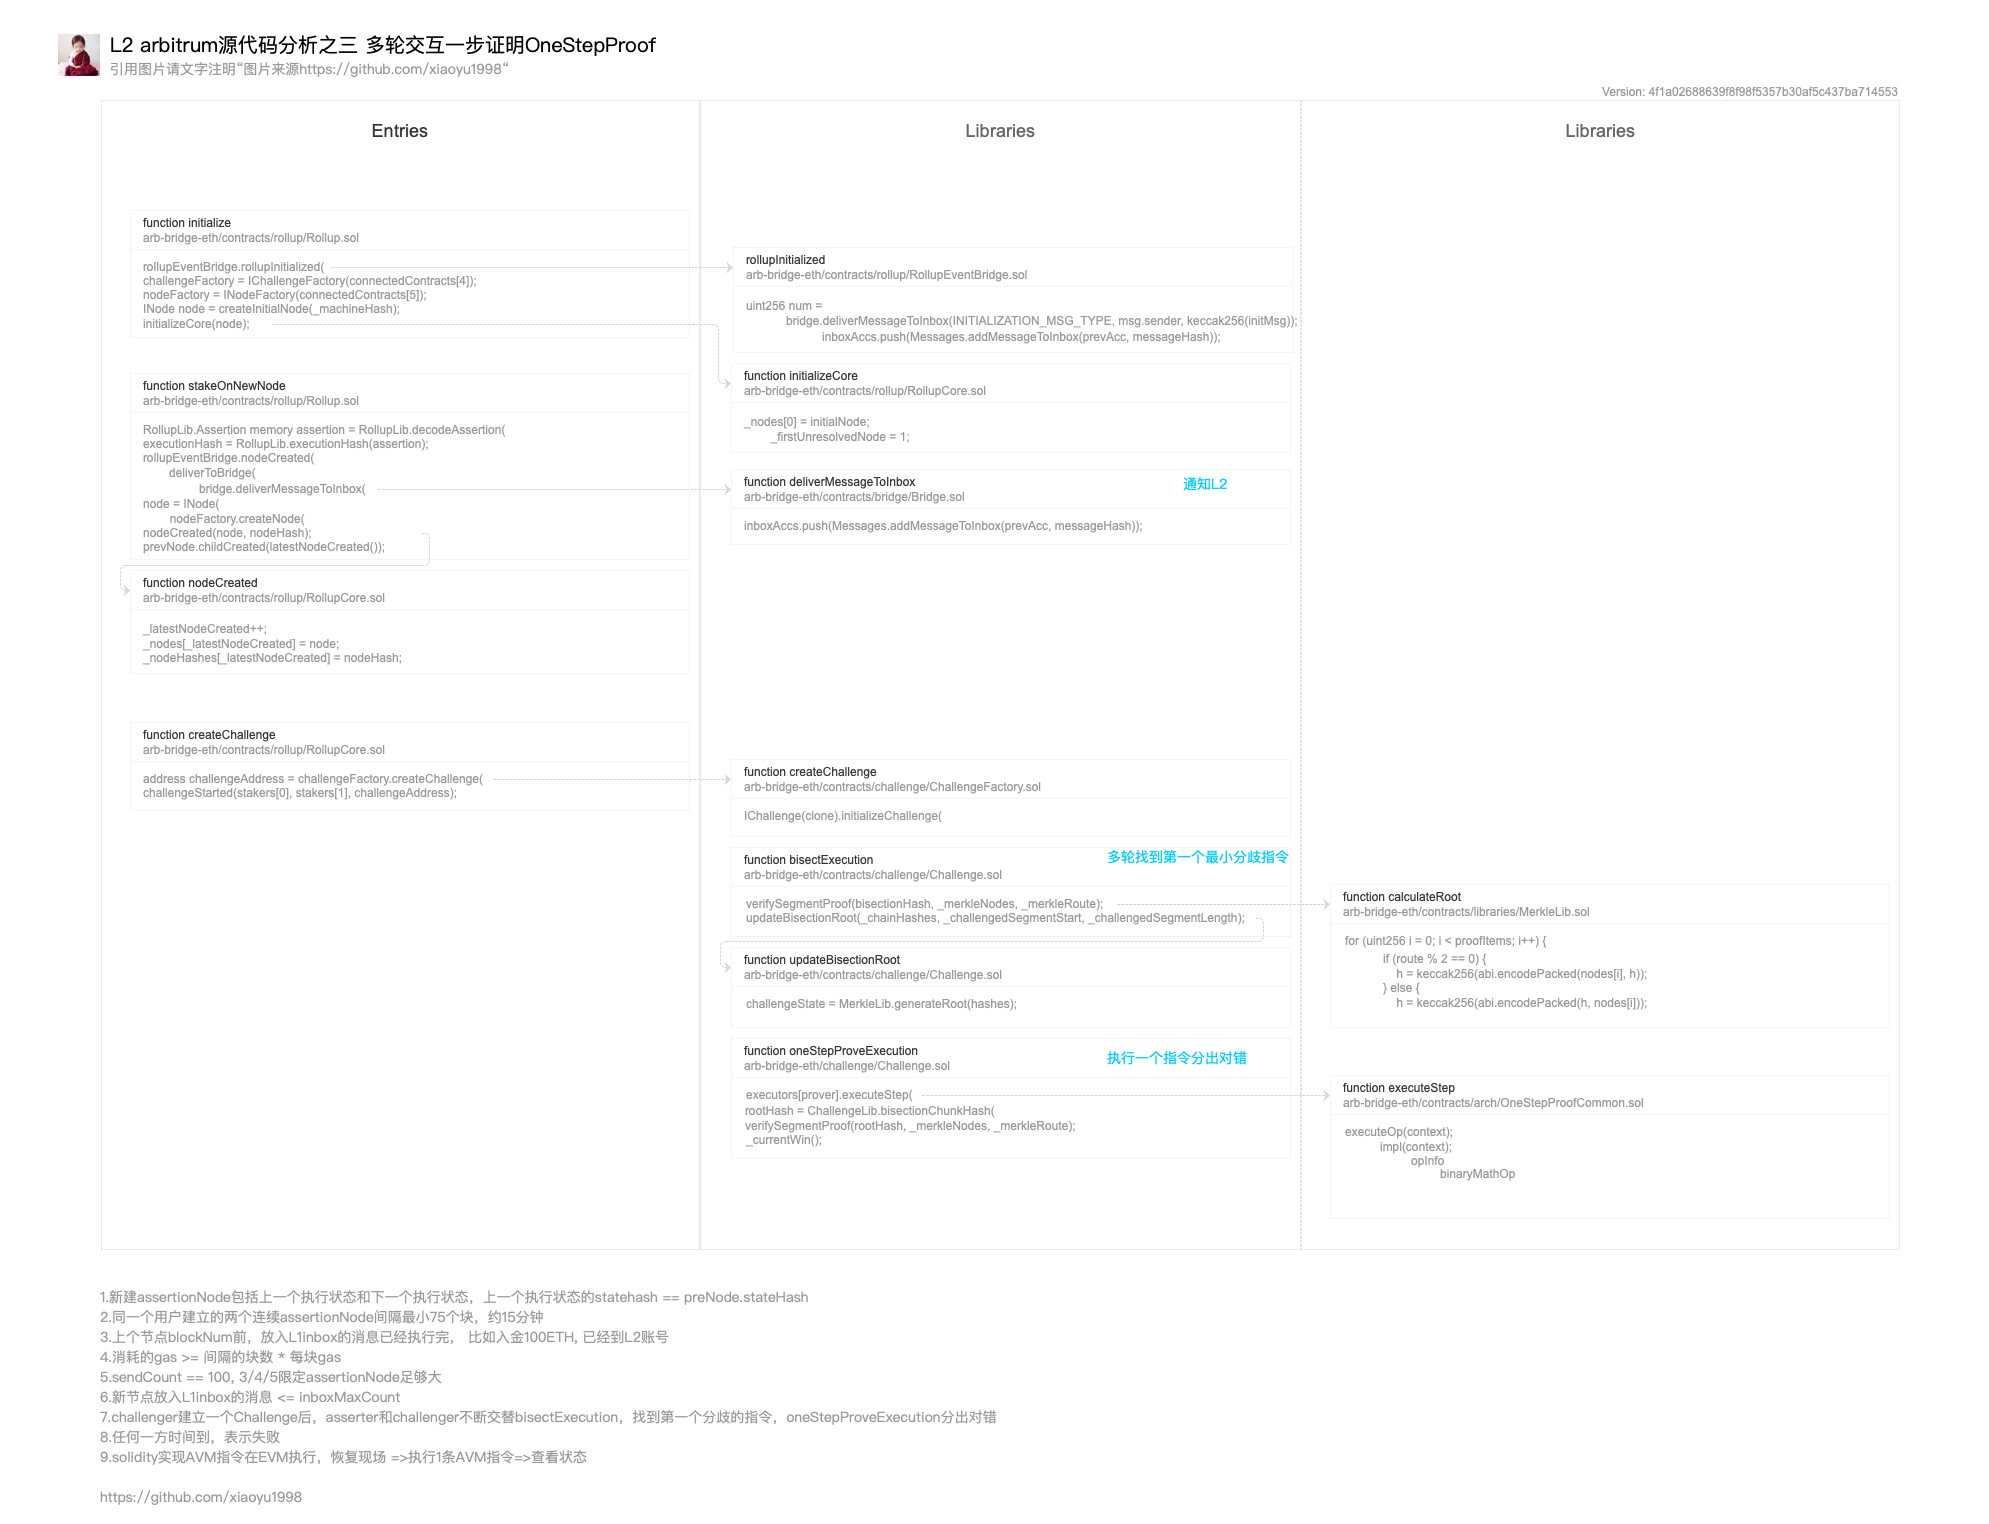 L2 arbitrum源代码分析之三 多轮交互一步证明OneStepProof
引用图片请文字注明“图片来源https://github.com/xiaoyu1998“
Version: 4f1a02688639f8f98f5357b30af5c437ba714553
Entries
function initialize
arb-bridge-eth/contracts/rollup/Rollup.sol
rollupEventBridge.rollupInitialized(
challengeFactory = IChallengeFactory(connectedContracts[4]);
nodeFactory = INodeFactory(connectedContracts[5]);
INode node = createInitialNode(_machineHash);
initializeCore(node);
function stakeOnNewNode
arb-bridge-eth/contracts/rollup/Rollup.sol
RollupLib.Assertion memory assertion = RollupLib.decodeAssertion(
executionHash = RollupLib.executionHash(assertion);
rollupEventBridge.nodeCreated(
deliverToBridge(
bridge.deliverMessageToInbox(
node = INode(
nodeFactory.createNode(
nodeCreated(node, nodeHash);
prevNode.childCreated(latestNodeCreated());
function nodeCreated
arb-bridge-eth/contracts/rollup/RollupCore.sol
_latestNodeCreated++;
_nodes[_latestNodeCreated] = node;
_nodeHashes[_latestNodeCreated] = nodeHash;
function createChallenge
arb-bridge-eth/contracts/rollup/RollupCore.sol
address challengeAddress = challengeFactory.createChallenge(
challengeStarted(stakers[0], stakers[1], challengeAddress);
Libraries
rollupInitialized
arb-bridge-eth/contracts/rollup/RollupEventBridge.sol
uint256 num =
bridge.deliverMessageToInbox(INITIALIZATION_MSG_TYPE, msg.sender, keccak256(initMsg));
inboxAccs.push(Messages.addMessageToInbox(prevAcc, messageHash));
function initializeCore
arb-bridge-eth/contracts/rollup/RollupCore.sol
_nodes[0] = initialNode;
_firstUnresolvedNode = 1;
function deliverMessageToInbox
通知L2
arb-bridge-eth/contracts/bridge/Bridge.sol
inboxAccs.push(Messages.addMessageToInbox(prevAcc, messageHash));
function createChallenge
arb-bridge-eth/contracts/challenge/ChallengeFactory.sol
IChallenge(clone).initializeChallenge(
function bisectExecution
多轮找到第一个最小分歧指令
arb-bridge-eth/contracts/challenge/Challenge.sol
verifySegmentProof(bisectionHash, _merkleNodes, _merkleRoute);
updateBisectionRoot(_chainHashes, _challengedSegmentStart, _challengedSegmentLength);
function updateBisectionRoot
arb-bridge-eth/contracts/challenge/Challenge.sol
challengeState = MerkleLib.generateRoot(hashes);
function oneStepProveExecution
执行一个指令分出对错
arb-bridge-eth/challenge/Challenge.sol
executors[prover].executeStep(
rootHash = ChallengeLib.bisectionChunkHash(
verifySegmentProof(rootHash, _merkleNodes, _merkleRoute);
_currentWin();
Libraries
function calculateRoot
arb-bridge-eth/contracts/libraries/MerkleLib.sol
for (uint256 i = 0; i < proofItems; i++) {
if (route % 2 == 0) {
h = keccak256(abi.encodePacked(nodes[i], h));
} else {
h = keccak256(abi.encodePacked(h, nodes[i]));
function executeStep
arb-bridge-eth/contracts/arch/OneStepProofCommon.sol
executeOp(context);
impl(context);
opInfo
binaryMathOp
1.新建assertionNode包括上一个执行状态和下一个执行状态，上一个执行状态的statehash == preNode.stateHash
2.同一个用户建立的两个连续assertionNode间隔最小75个块，约15分钟
3.上个节点blockNum前，放入L1inbox的消息已经执行完， 比如入金100ETH, 已经到L2账号
4.消耗的gas >= 间隔的块数 * 每块gas
5.sendCount == 100, 3/4/5限定assertionNode足够大
6.新节点放入L1inbox的消息 <= inboxMaxCount
7.challenger建立一个Challenge后，asserter和challenger不断交替bisectExecution，找到第一个分歧的指令，oneStepProveExecution分出对错
8.任何一方时间到，表示失败
9.solidity实现AVM指令在EVM执行，恢复现场 =>执行1条AVM指令=>查看状态
https://github.com/xiaoyu1998